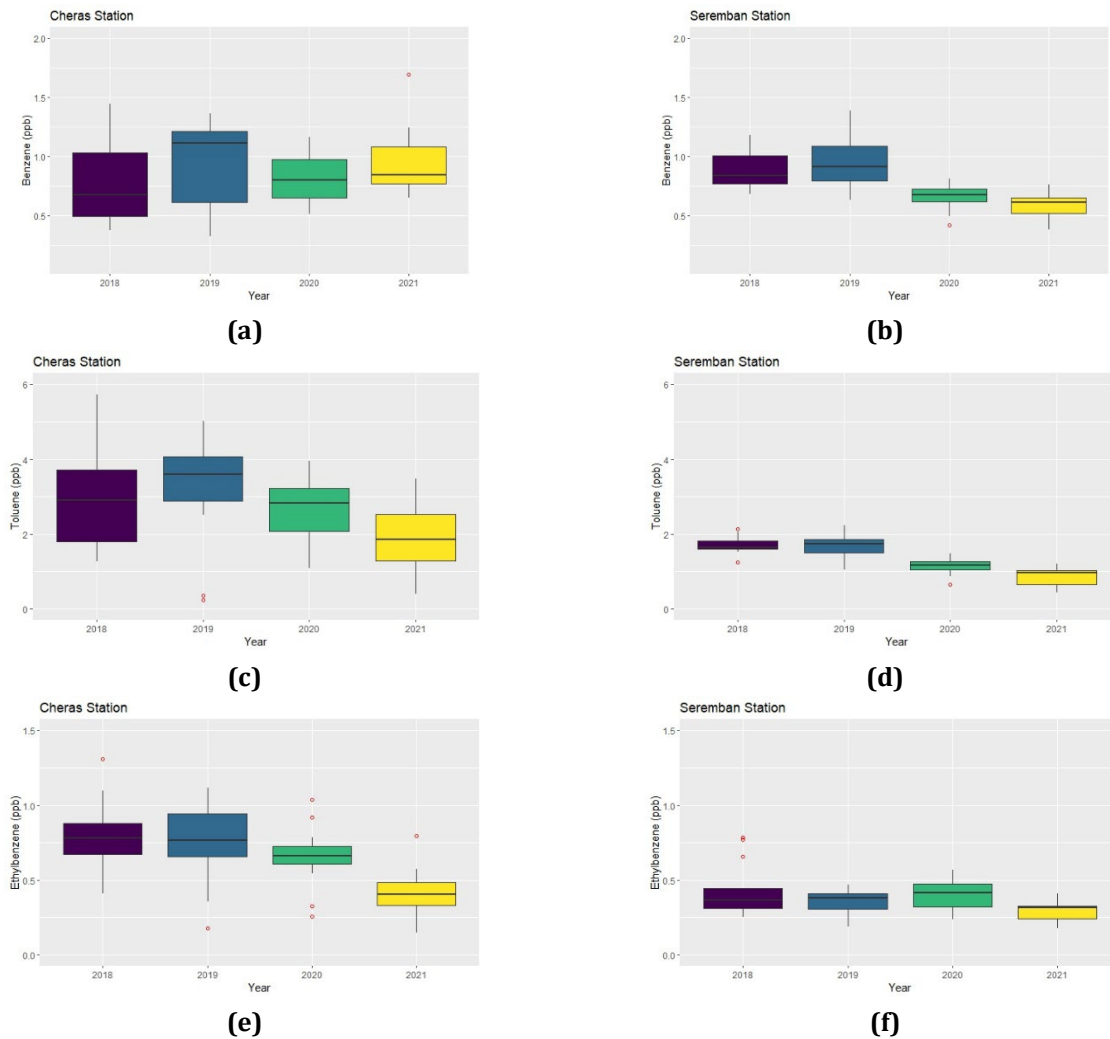 Cheras Station
2.0
1.5
1.0
0.5
Benzene (ppb)
2018 2019 2020 2021
Year
(a)
Seremban Station
2.0
1.5
1.0
0.5
Benzene (ppb)
2018 2019 2020 2021
Year
(b)
Cheras Station
6
4
2
0
Toluene (ppb)
2018 2019 2020 2021
Year
(c)
Seremban Station
6
4
2
0
Toluene (ppb)
2018 2019 2020 2021
Year
(d)
Cheras Station
1.5
1.0
0.5
0.0
Ethylbenzene (ppb)
2018 2019 2020 2021
Year
(e)
Seremban Station
1.5
1.0
0.5
0.0
Ethylbenzene (ppb)
2018 2019 2020 2021
Year
(f)